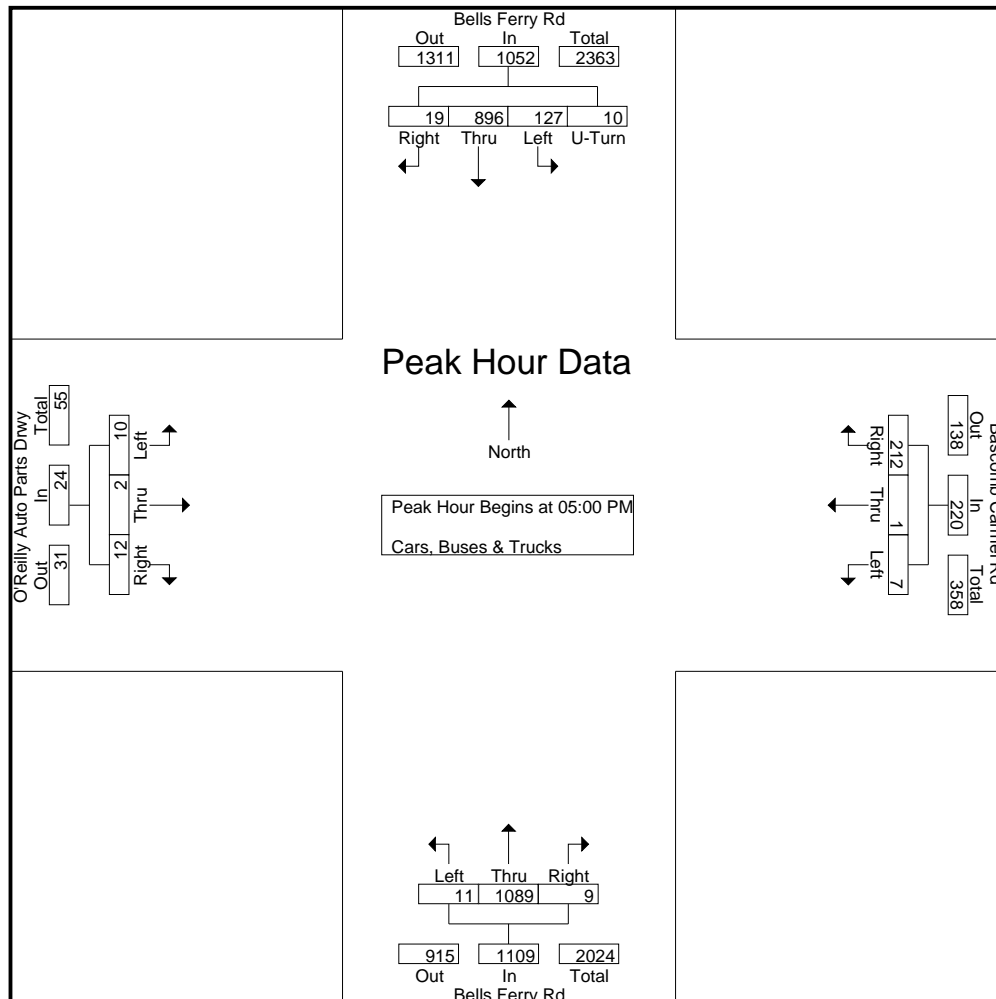 Bells Ferry Rd
Out In Total
1311 1052 2363
19 896 127 10
Right Thru Left U-Turn
Peak Hour Data
North
Peak Hour Begins at 05:00 PM
Cars, Buses & Trucks
O'Reilly Auto Parts Drwy
Out In Total
31 24 55
12 2 10
Right Thru Left
Bascomb Carmel Rd
Out In Total
138 220 358
212 1 7
Right Thru Left
Left Thru Right
11 1089 9
915 1109 2024
Out In Total
Bells Ferry Rd